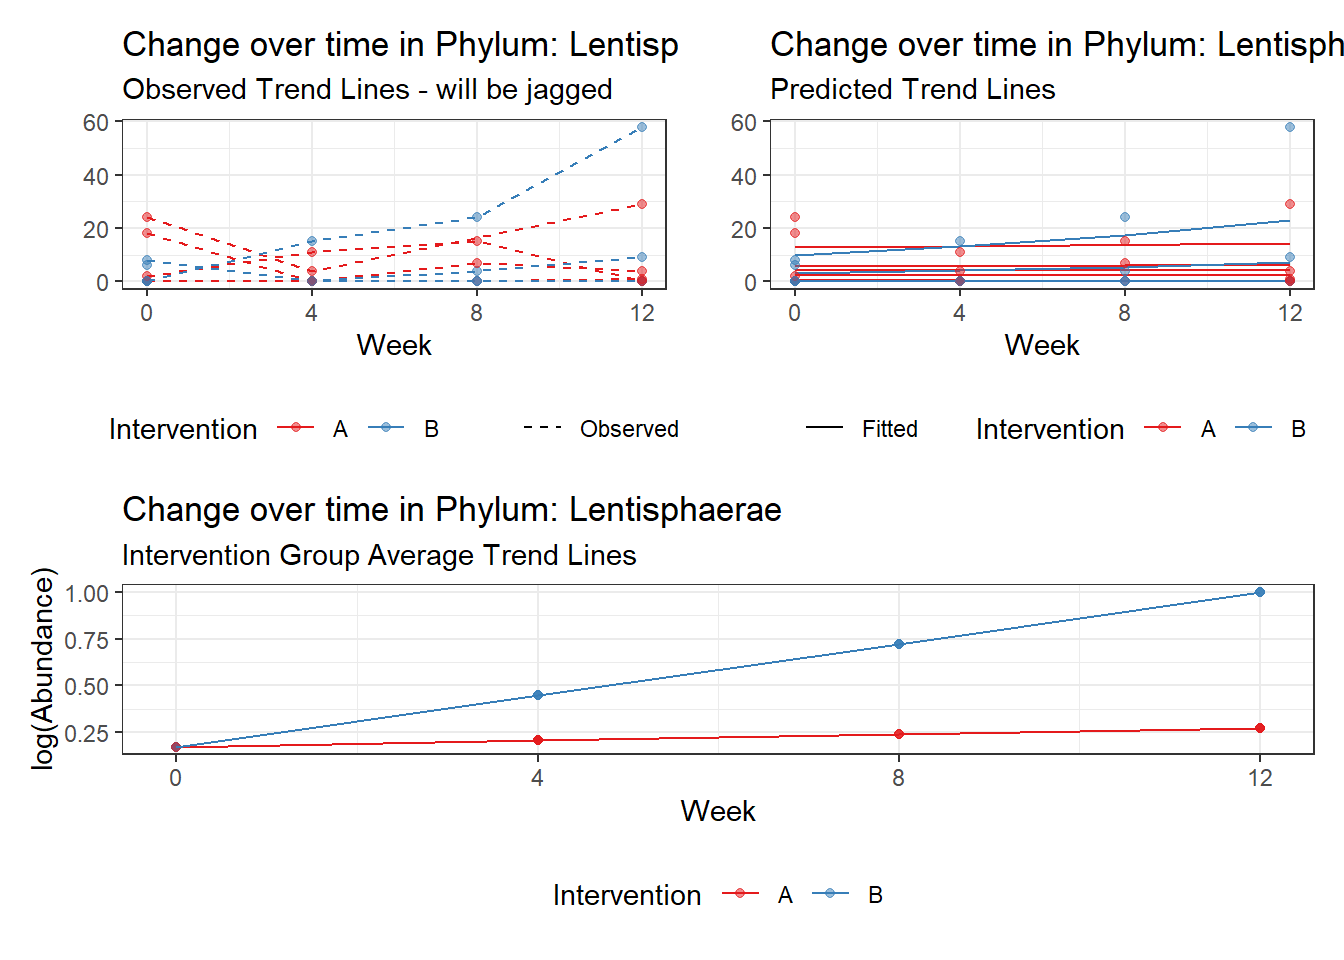 Change over time in Phylum: Lentisp
Observed Trend Lines - will be jagged
60
40
20
0
0 4 8 12
Week
Intervention A B Observed
Change over time in Phylum: Lentisph
Predicted Trend Lines
60
40
20
0
0 4 8 12
Week
Fitted Intervention A B
Change over time in Phylum: Lentisphaerae
Intervention Group Average Trend Lines
log(Abundance)
1.00
0.75
0.50
0.25
0 4 8 12
Week
Intervention A B